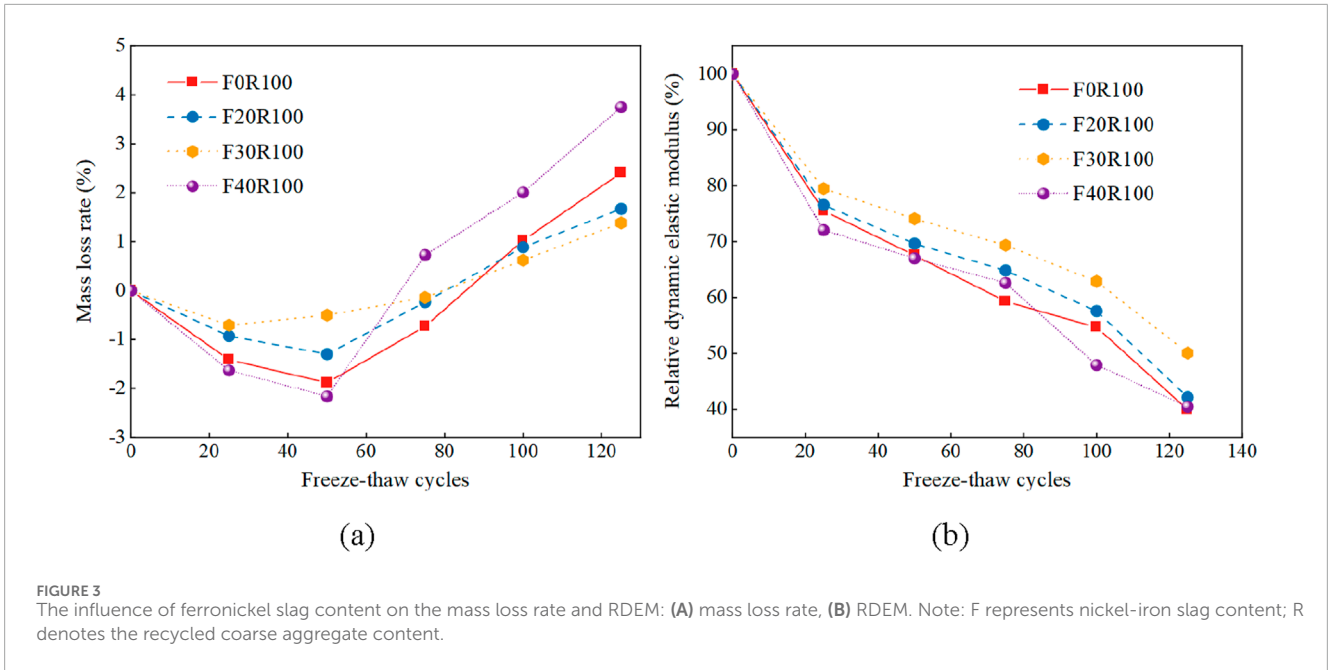 5
4
3
2
1
0
-1
-2
-3
Mass loss rate (%)
F0R100
F20R100
F30R100
F40R100
0 20 40 60 80 100 120
Freeze-thaw cycles
(a)
100
90
80
70
60
50
40
Relative dynamic elastic modulus (%)
F0R100
F20R100
F30R100
F40R100
0 20 40 60 80 100 120 140
Freeze-thaw cycles
(b)
FIGURE 3
The influence of ferronickel slag content on the mass loss rate and RDEM: (A) mass loss rate, (B) RDEM. Note: F represents nickel-iron slag content; R
denotes the recycled coarse aggregate content.